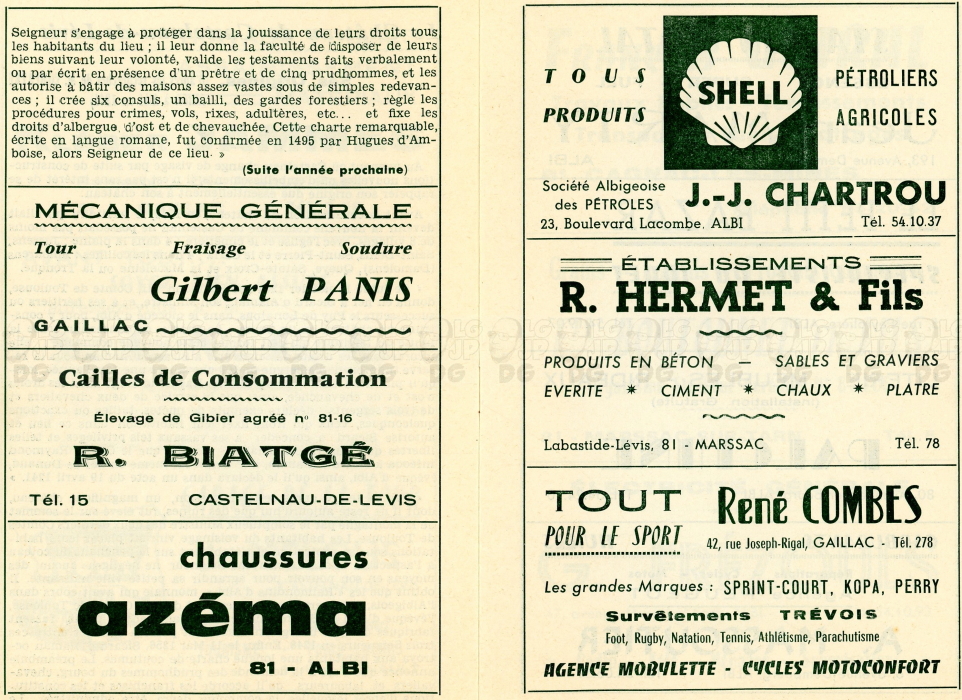 Seigneur s'engage à protéger dans la jouissance de leurs droits tous
les habitants du lieu ; il leur donne la faculté de disposer de leurs
biens suivant leur volonté, valide les testaments faits verbalement
ou par écrit en présence d'un prêtre et de cinq prudhommes, et les
autorise à bâtir des maisons assez vastes sous de simples redevan-
ces ; il crée six consuls, un bailli, des gardes forestiers ; règle les
procédures pour crimes, vols, rixes, adultères, etc... et fixe les
droits d'albergue, d'ost et de chevauchée. Cette charte remarquable,
écrite en langue romane, fut confirmée en 1495 par Hugues d'Am-
boise, alors Seigneur de ce lieu. »
(Suite l'année prochaine)
MÉCANIQUE GÉNÉRALE
Tour Fraisage Soudure
Gilbert PANIS
GAILLAC
Cailles de Consommation
Élevage de Gibier agréé n° 81-16
R. BIATGÉ
Tél. 15 CASTELNAU-DE-LEVIS
chaussures
azéma
81 - ALBI
TOUS
PRODUITS
SHELL
PÉTROLIERS
AGRICOLES
Société Albigeoise
des PÉTROLES
J.-J. CHARTROU
23, Boulevard Lacombe, ALBI Tél. 54.10.37
ÉTABLISSEMENTS
R. HERMET & Fils
PRODUITS EN BÉTON — SABLES ET GRAVIERS
EVERITE * CIMENT * CHAUX * PLATRE
Labastide-Lévis, 81 - MARSSAC Tél. 78
TOUT
POUR LE SPORT
René COMBES
42, rue Joseph-Rigal, GAILLAC - Tél. 278
Les grandes Marques : SPRINT-COURT, KOPA, PERRY
Survêtements TRÉVOIS
Foot, Rugby, Natation, Tennis, Athlétisme, Parachutisme
AGENCE MOBYLETTE - CYCLES MOTOCONFORT